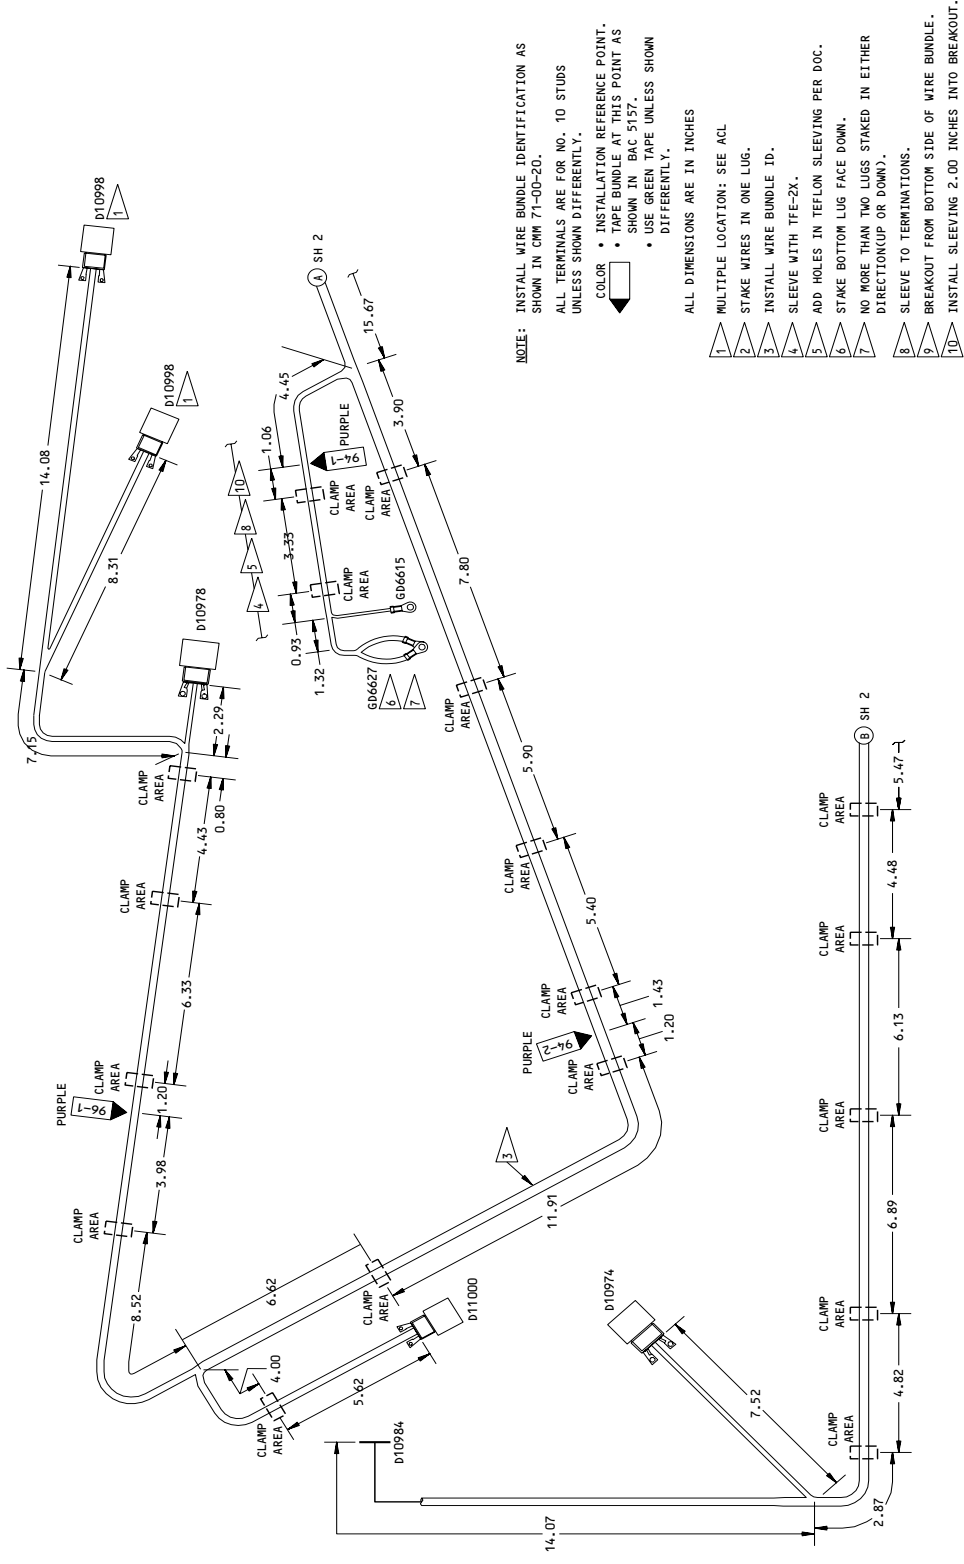 D10998
1
14.08
D10998
1
8.31
7.15
D10978
2.29
0.80
CLAMP
AREA
4.43
CLAMP
AREA
6.33
CLAMP
AREA
1.20
PURPLE
96-1
3.98
CLAMP
AREA
8.52
A SH 2
15.67
4.45
1.06
3.33
0.93
1.32
10
8
5
4
PURPLE
94-1
CLAMP
AREA
CLAMP
AREA
CLAMP
AREA
GD6615
GD6627
6
7
3.90
7.80
CLAMP
AREA
5.90
CLAMP
AREA
5.40
CLAMP
AREA
1.43
1.20
PURPLE
94-2
CLAMP
AREA
3
11.91
6.62
CLAMP
AREA
D11000
4.00
5.62
CLAMP
AREA
D10984
14.07
D10974
7.52
2.87
CLAMP
AREA
4.82
CLAMP
AREA
6.89
CLAMP
AREA
6.13
CLAMP
AREA
4.48
CLAMP
AREA
5.47
B SH 2
NOTE: INSTALL WIRE BUNDLE IDENTIFICATION AS
SHOWN IN CMM 71-00-20.
ALL TERMINALS ARE FOR NO. 10 STUDS
UNLESS SHOWN DIFFERENTLY.
COLOR • INSTALLATION REFERENCE POINT.
• TAPE BUNDLE AT THIS POINT AS
SHOWN IN BAC 5157.
• USE GREEN TAPE UNLESS SHOWN
DIFFERENTLY.
ALL DIMENSIONS ARE IN INCHES
1 MULTIPLE LOCATION: SEE ACL
2 STAKE WIRES IN ONE LUG.
3 INSTALL WIRE BUNDLE ID.
4 SLEEVE WITH TFE-2X.
5 ADD HOLES IN TEFLON SLEEVING PER DOC.
6 STAKE BOTTOM LUG FACE DOWN.
7 NO MORE THAN TWO LUGS STAKED IN EITHER
DIRECTION(UP OR DOWN).
8 SLEEVE TO TERMINATIONS.
9 BREAKOUT FROM BOTTOM SIDE OF WIRE BUNDLE.
10 INSTALL SLEEVING 2.00 INCHES INTO BREAKOUT.